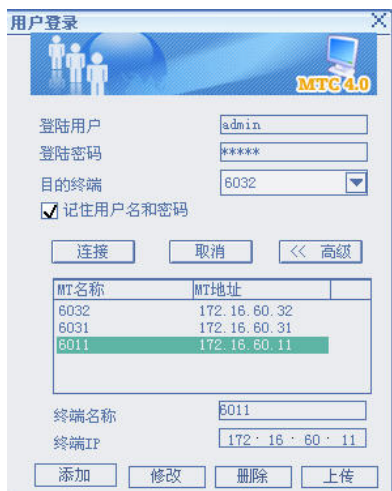 用户登录
MTC 4.0
登陆用户 admin
登陆密码 *****
目的终端 6032
记住用户名和密码
连接 取消 << 高级
MT名称 MT地址
6032 172.16.60.32
6031 172.16.60.31
6011 172.16.60.11
终端名称 6011
终端IP 172 · 16 · 60 · 11
添加 修改 删除 上传